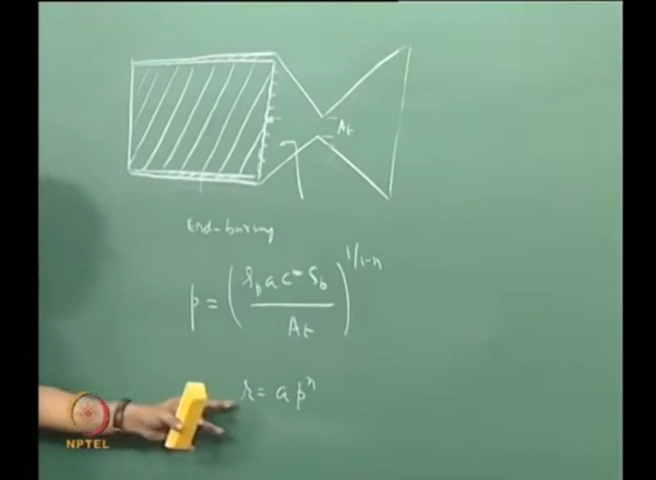 At
End-burning
p = (ρp a c* Sb / At)^1/1-n
r = a p^n
NPTEL